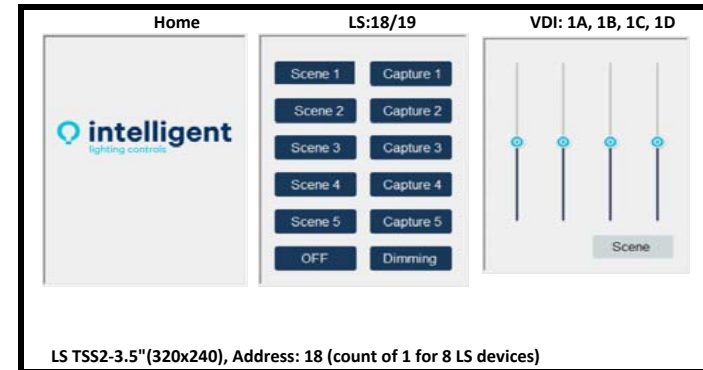 Home LS:18/19 VDI: 1A, 1B, 1C, 1D
intelligent
lighting controls
Scene 1 Capture 1
Scene 2 Capture 2
Scene 3 Capture 3
Scene 4 Capture 4
Scene 5 Capture 5
OFF Dimming
Scene
LS TSS2-3.5"(320x240), Address: 18 (count of 1 for 8 LS devices)